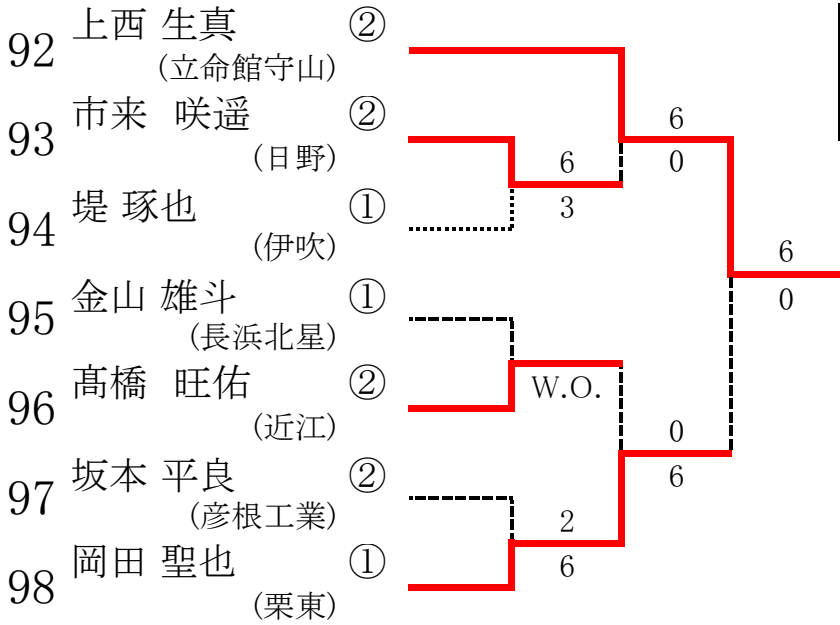 92 上西 生真 ②
(立命館守山)
93 市来 咲遥 ②
(日野)
94 堤 琢也 ①
(伊吹)
95 金山 雄斗 ①
(長浜北星)
96 髙橋 旺佑 ②
(近江)
97 坂本 平良 ②
(彦根工業)
98 岡田 聖也 ①
(栗東)
6
3
W.O.
2
6
6
0
0
6
6
0